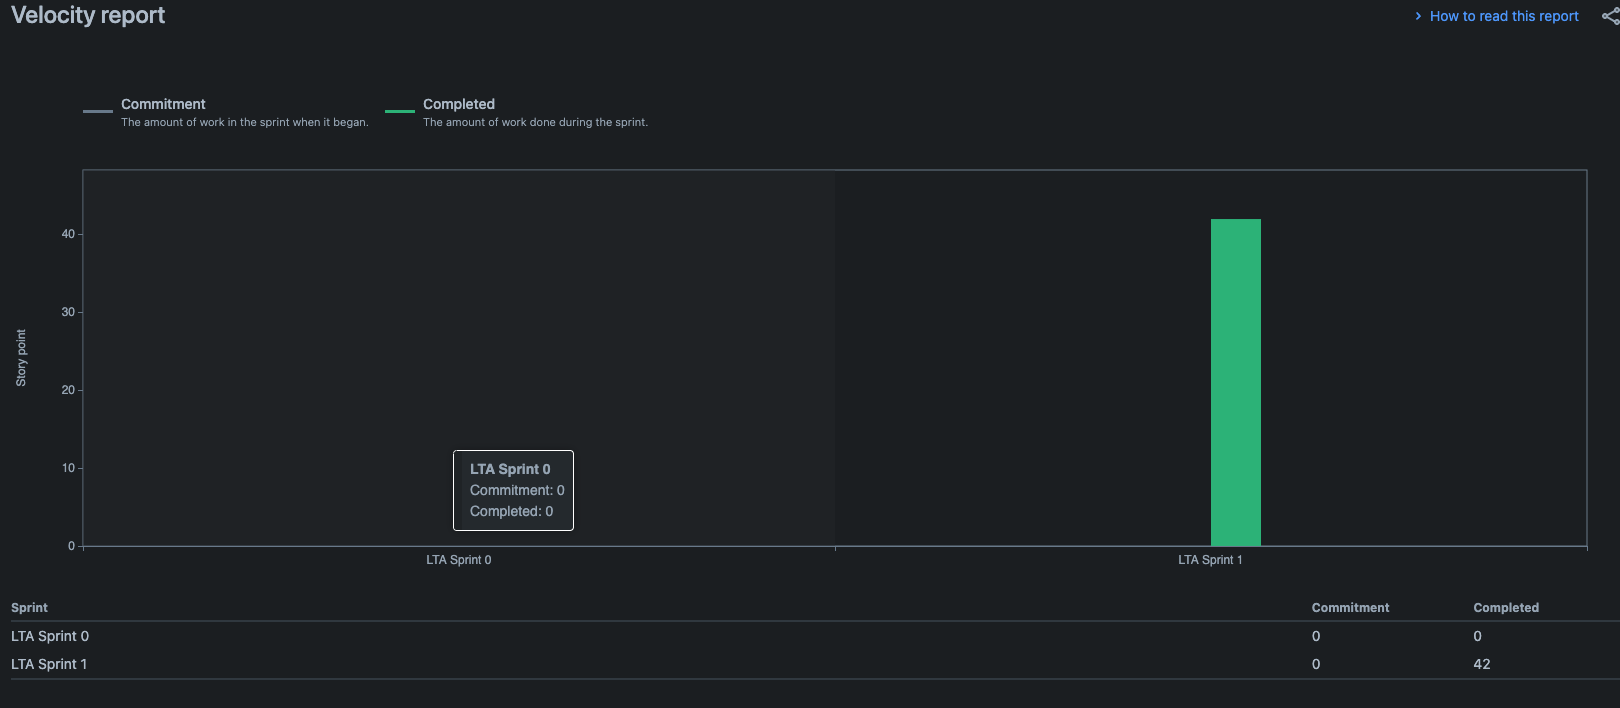 Velocity report
How to read this report
Commitment
The amount of work in the sprint when it began.
Completed
The amount of work done during the sprint.
Story point
40
30
20
10
0
LTA Sprint 0
Commitment: 0
Completed: 0
LTA Sprint 0
LTA Sprint 1
Sprint Commitment Completed
LTA Sprint 0 0 0
LTA Sprint 1 0 42